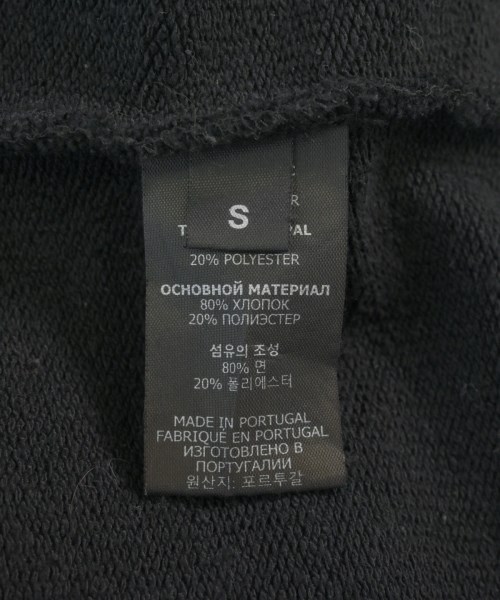 S
R
T
PAL
20% POLYESTER
ОСНОВНОЙ МАТЕРИАЛ
80% ХЛОПОК
20% ПОЛИЭСТЕР
섬유의 조성
80% 면
20% 폴리에스터
MADE IN PORTUGAL
FABRIQUÉ EN PORTUGAL
ИЗГОТОВЛЕНО В
ПОРТУГАЛИИ
원산지: 포르투갈